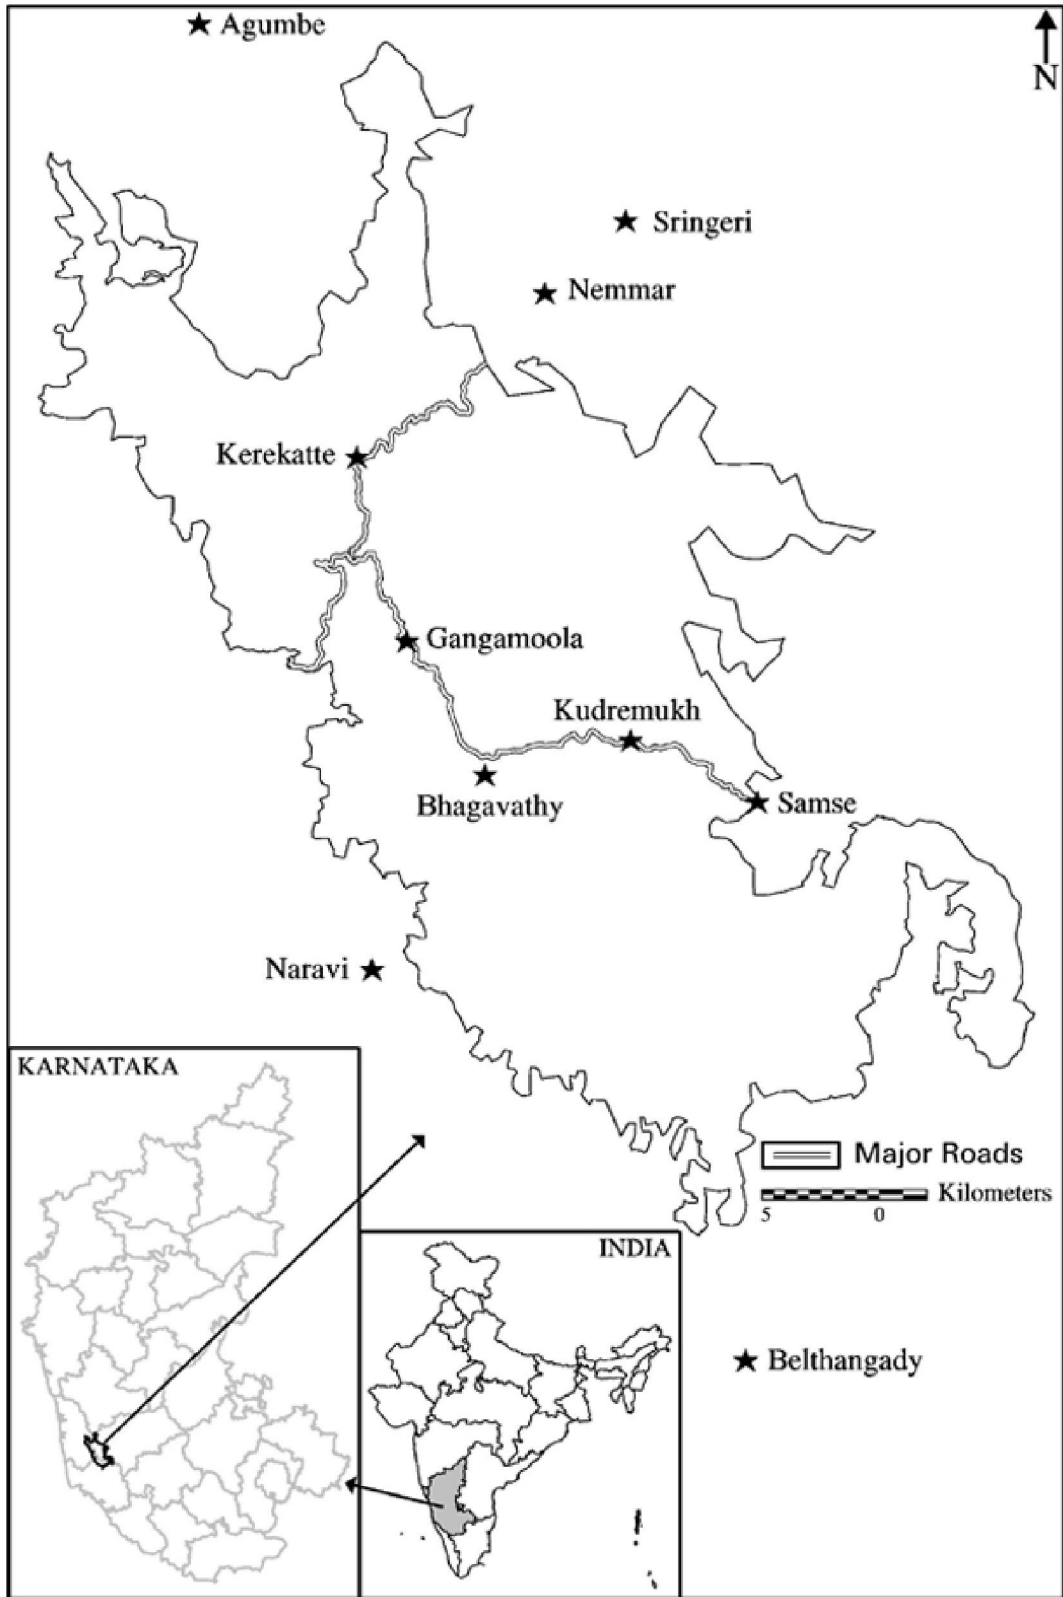 Agumbe
N
Sringeri
Nemmar
Kerekatte
Gangamoola
Kudremukh
Bhagavathy
Samse
Naravi
KARNATAKA
Major Roads
Kilometers
5 0
INDIA
Belthangady